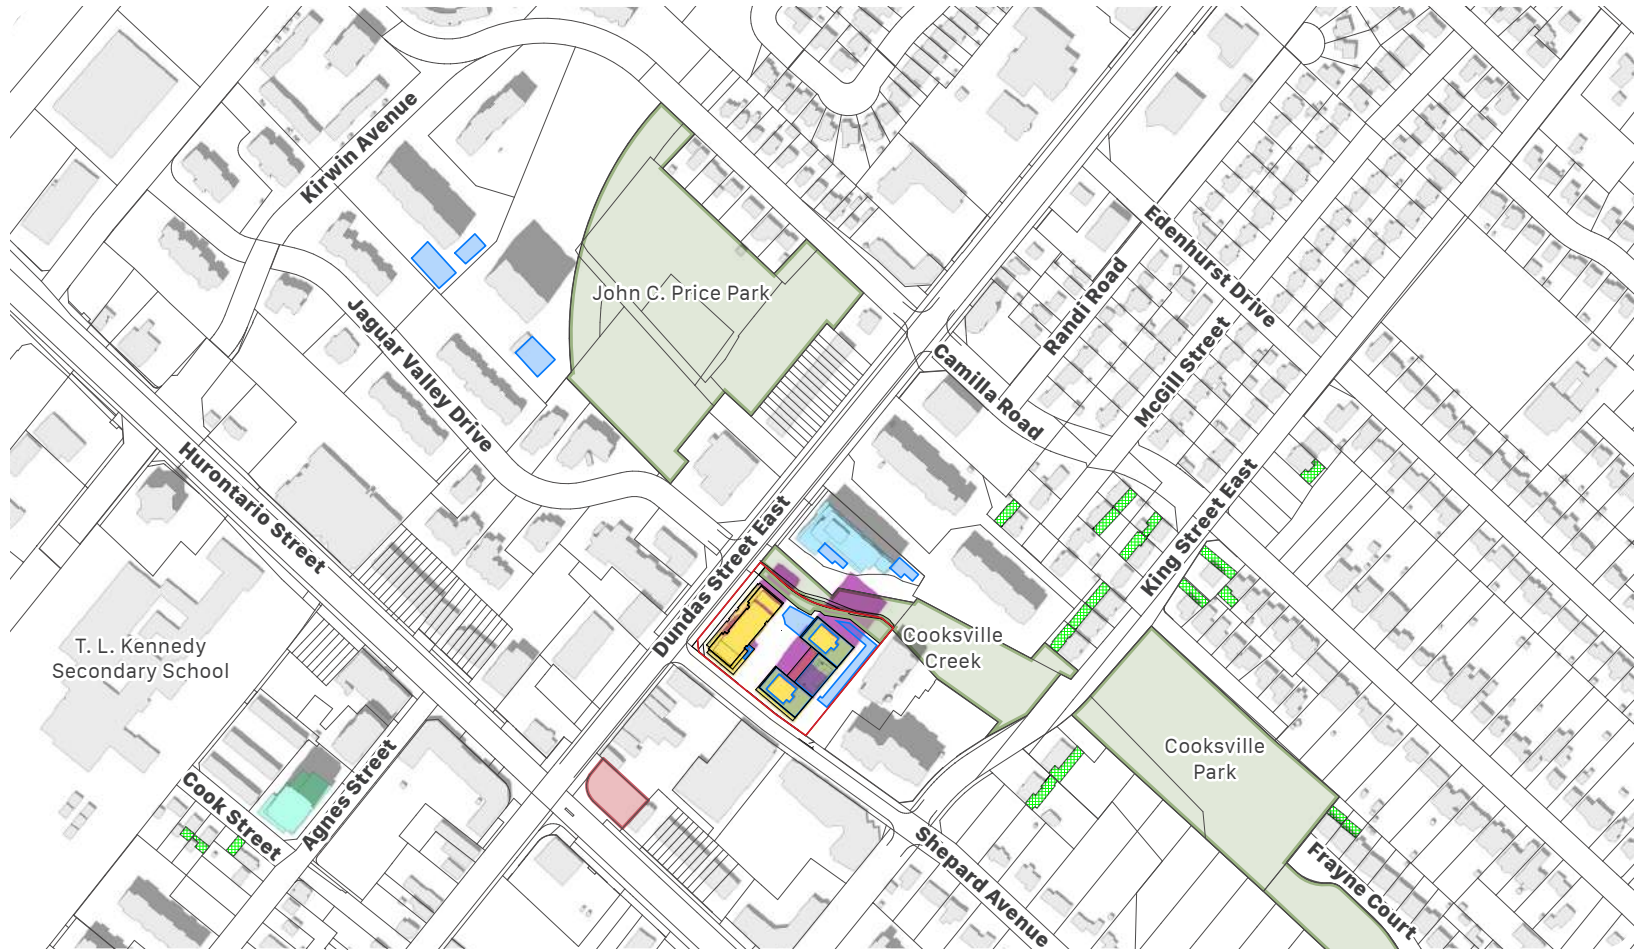 Kirwin Avenue
John C. Price Park
Edenhurst Drive
Randi Road
Jaguar Valley Drive
McGill Street
Camilla Road
Hurontario Street
Dundas Street East
King Street East
T. L. Kennedy
Secondary School
Cooksville
Creek
Cooksville
Park
Cook Street
Agnes Street
Shepard Avenue
Frayne Court